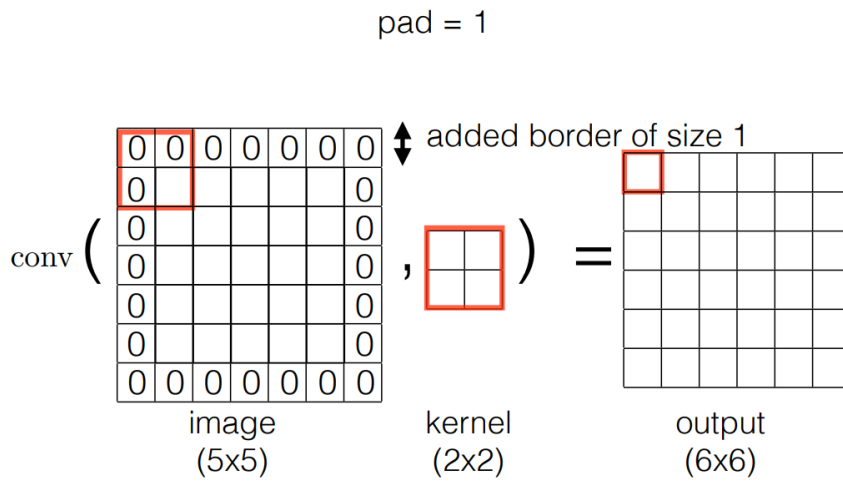 pad = 1
added border of size 1
0 0 0 0 0 0 0
0 0
0 0
conv ( 0 0 , ) =
0 0
0 0
0 0 0 0 0 0 0
image kernel output
(5x5) (2x2) (6x6)